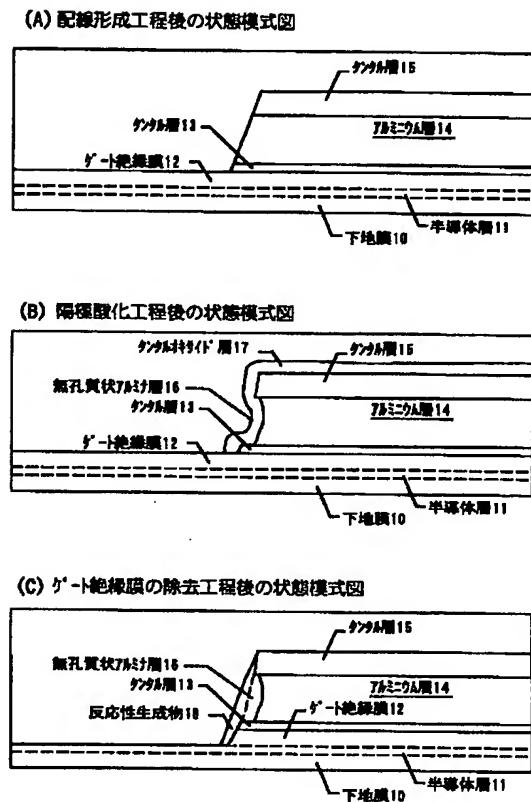 (A) 配線形成工程後の状態模式図
タンタル層15
タンタル層13
アルミニウム層14
ゲート絶縁膜12
半導体層11
下地膜10
(B) 陽極酸化工程後の状態模式図
タンタルオキサイド層17
タンタル層15
無孔質状アルミナ層16
タンタル層13
アルミニウム層14
ゲート絶縁膜12
半導体層11
下地膜10
(C) ゲート絶縁膜の除去工程後の状態模式図
タンタル層15
無孔質状アルミナ層16
タンタル層13
アルミニウム層14
反応性生成物18
ゲート絶縁膜12
半導体層11
下地膜10